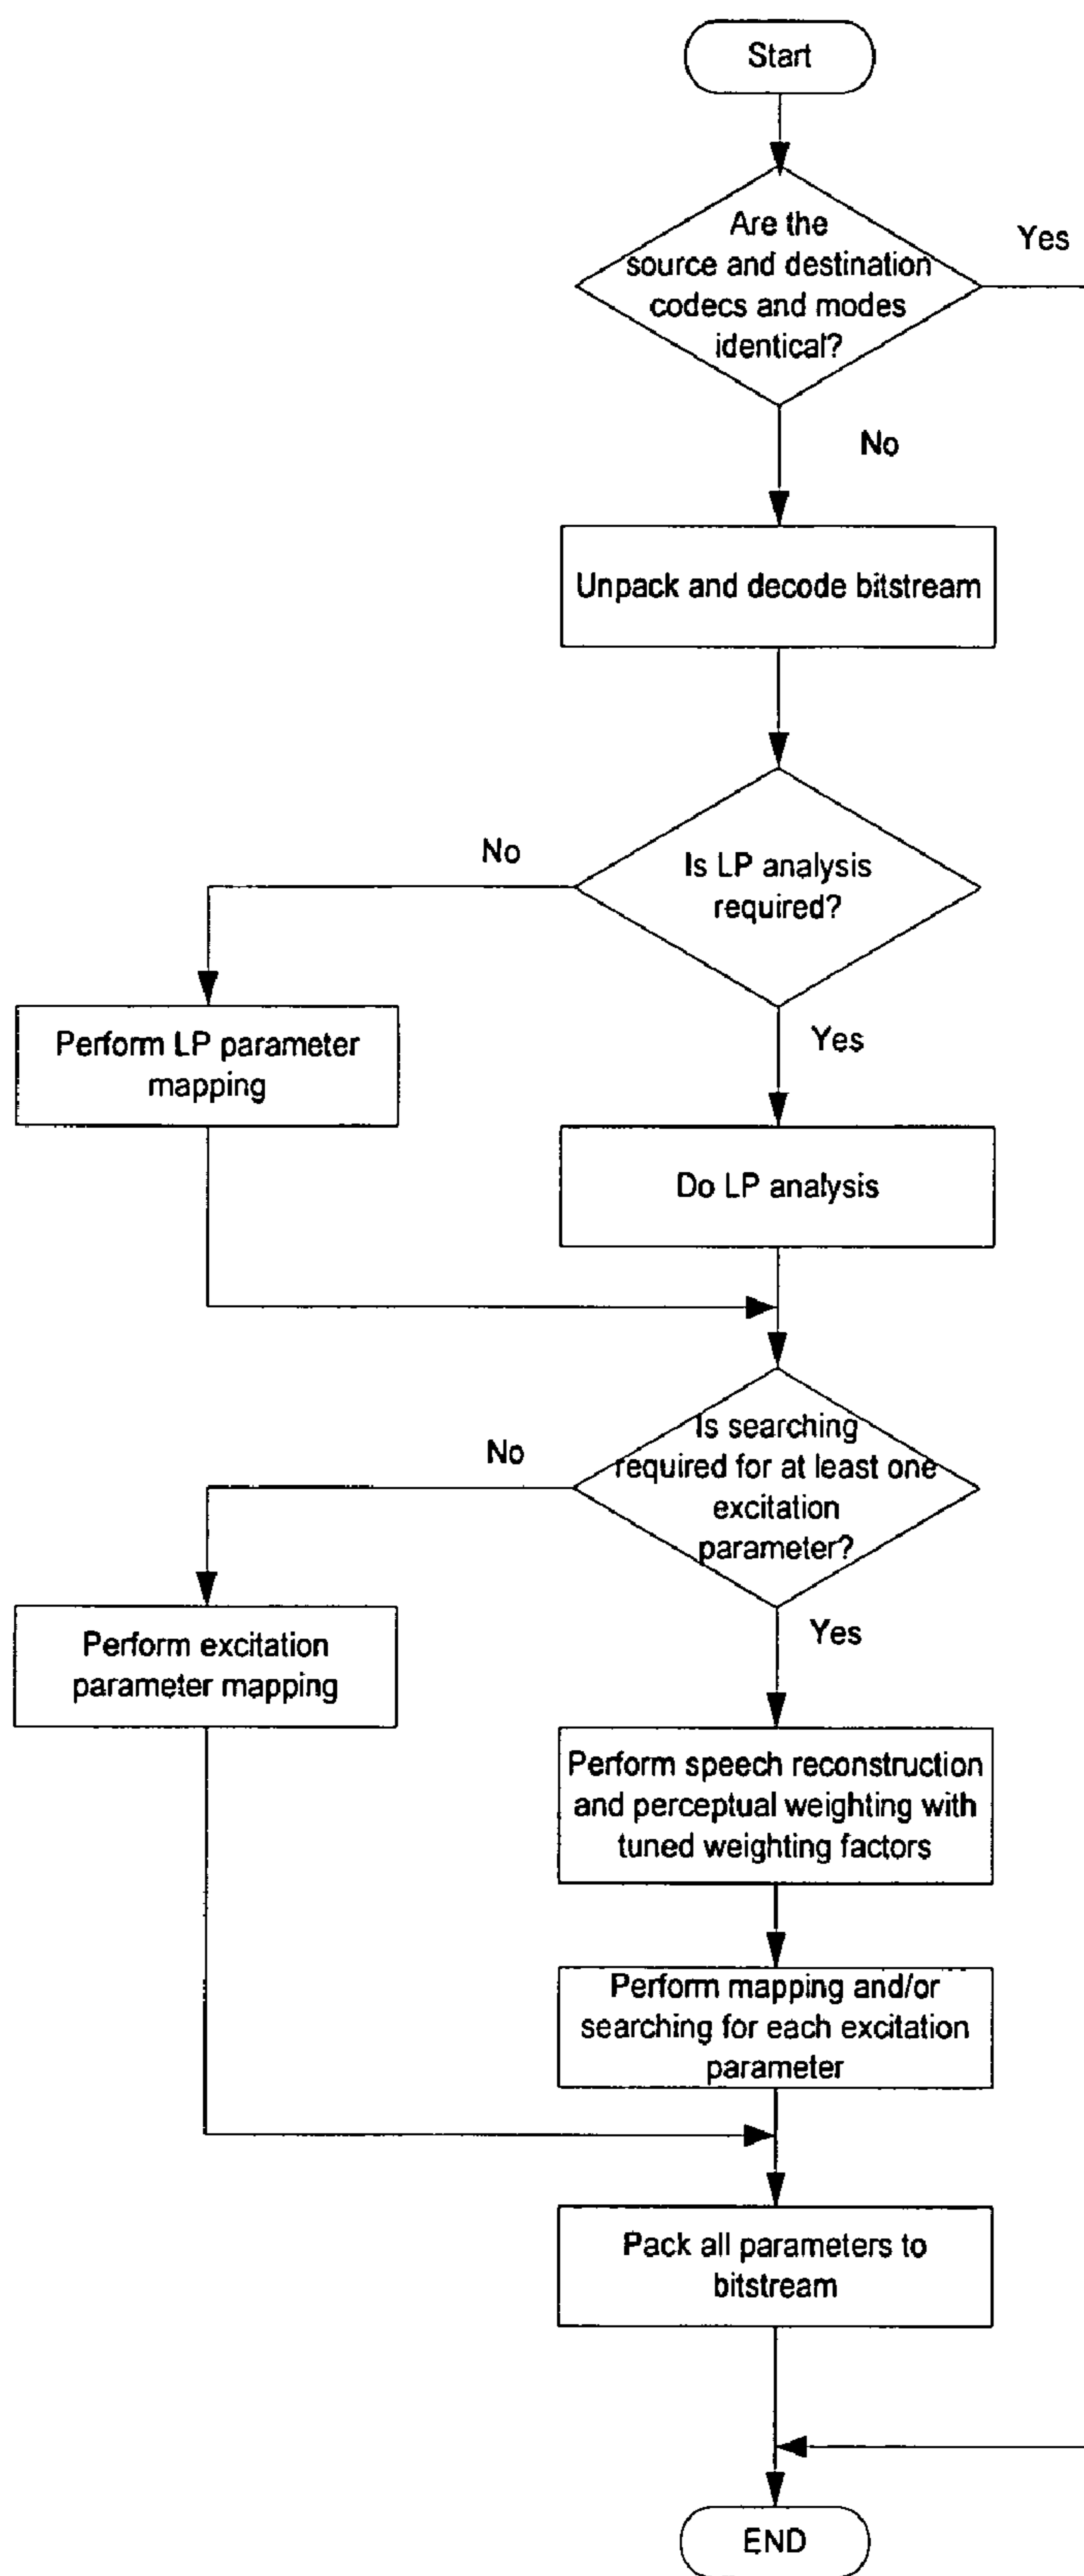 Start
Are the
source and destination
codecs and modes
identical?
Yes
No
Unpack and decode bitstream
Is LP analysis
required?
No
Yes
Perform LP parameter
mapping
Do LP analysis
Is searching
required for at least one
excitation
parameter?
No
Yes
Perform excitation
parameter mapping
Perform speech reconstruction
and perceptual weighting with
tuned weighting factors
Perform mapping and/or
searching for each excitation
parameter
Pack all parameters to
bitstream
END